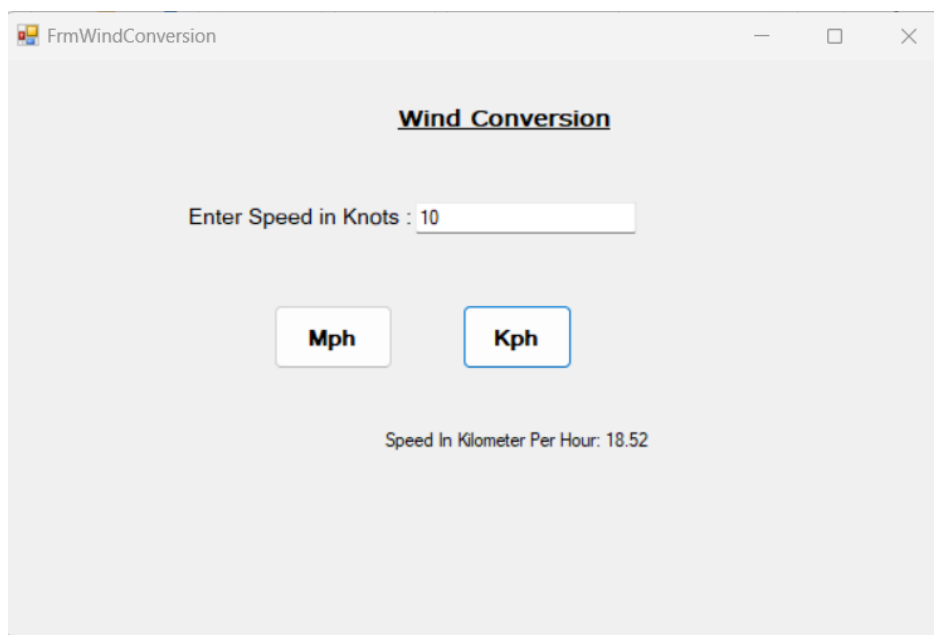 FrmWindConversion
Wind Conversion
Enter Speed in Knots : 10
Mph Kph
Speed In Kilometer Per Hour: 18.52